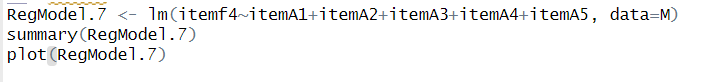 RegModel.7 <- lm(itemf4~itemA1+itemA2+itemA3+itemA4+itemA5, data=M)
summary(RegModel.7)
plot(RegModel.7)